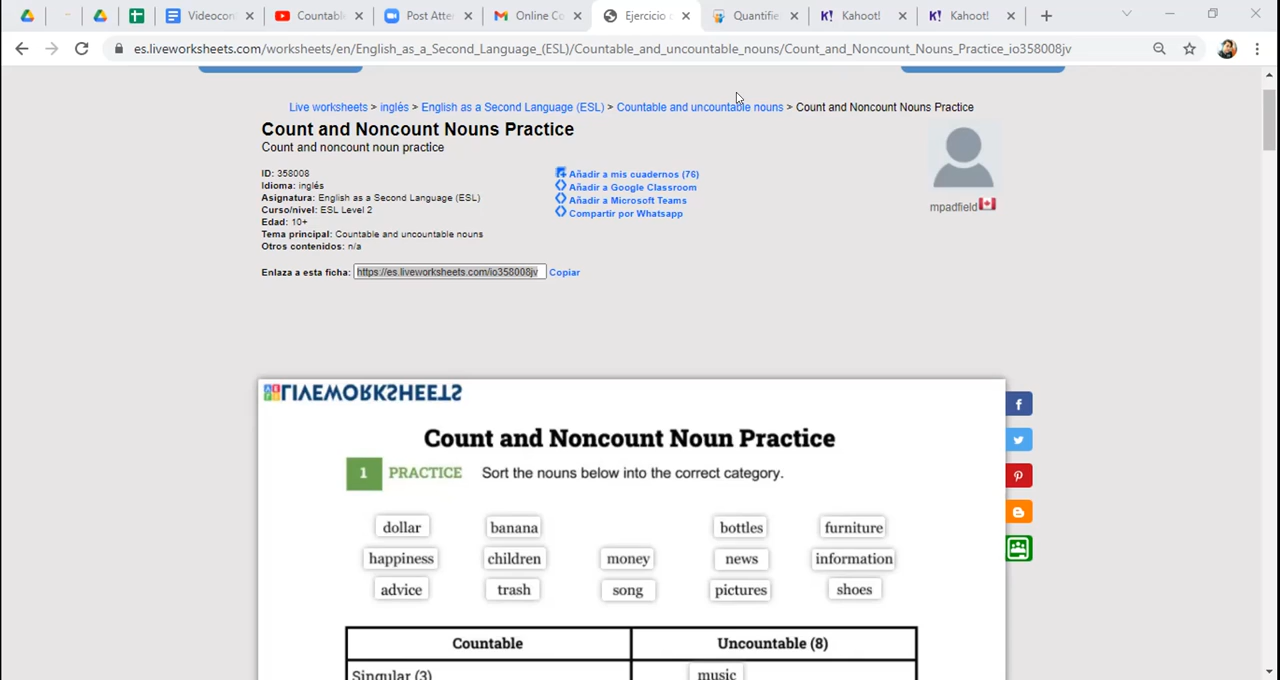 Videocon
Countabl
Post Atte
Online Co
Ejercicio d
Quantifie
Kahoot!
Kahoot!
es.liveworksheets.com/worksheets/en/English_as_a_Second_Language_(ESL)/Countable_and_uncountable_nouns/Count_and_Noncount_Nouns_Practice_io358008jv
Live worksheets > inglés > English as a Second Language (ESL) > Countable and uncountable nouns > Count and Noncount Nouns Practice
Count and Noncount Nouns Practice
Count and noncount noun practice
ID: 358008
Idioma: inglés
Asignatura: English as a Second Language (ESL)
Curso/nivel: ESL Level 2
Edad: 10+
Tema principal: Countable and uncountable nouns
Otros contenidos: n/a
Añadir a mis cuadernos (76)
Añadir a Google Classroom
Añadir a Microsoft Teams
Compartir por Whatsapp
mpadfield
Enlaza a esta ficha: https://es.liveworksheets.com/io358008jv Copiar
LIVEWORKSHEETS
Count and Noncount Noun Practice
1 PRACTICE Sort the nouns below into the correct category.
dollar banana bottles furniture
happiness children money news information
advice trash song pictures shoes
Countable Uncountable (8)
Singular (3) music